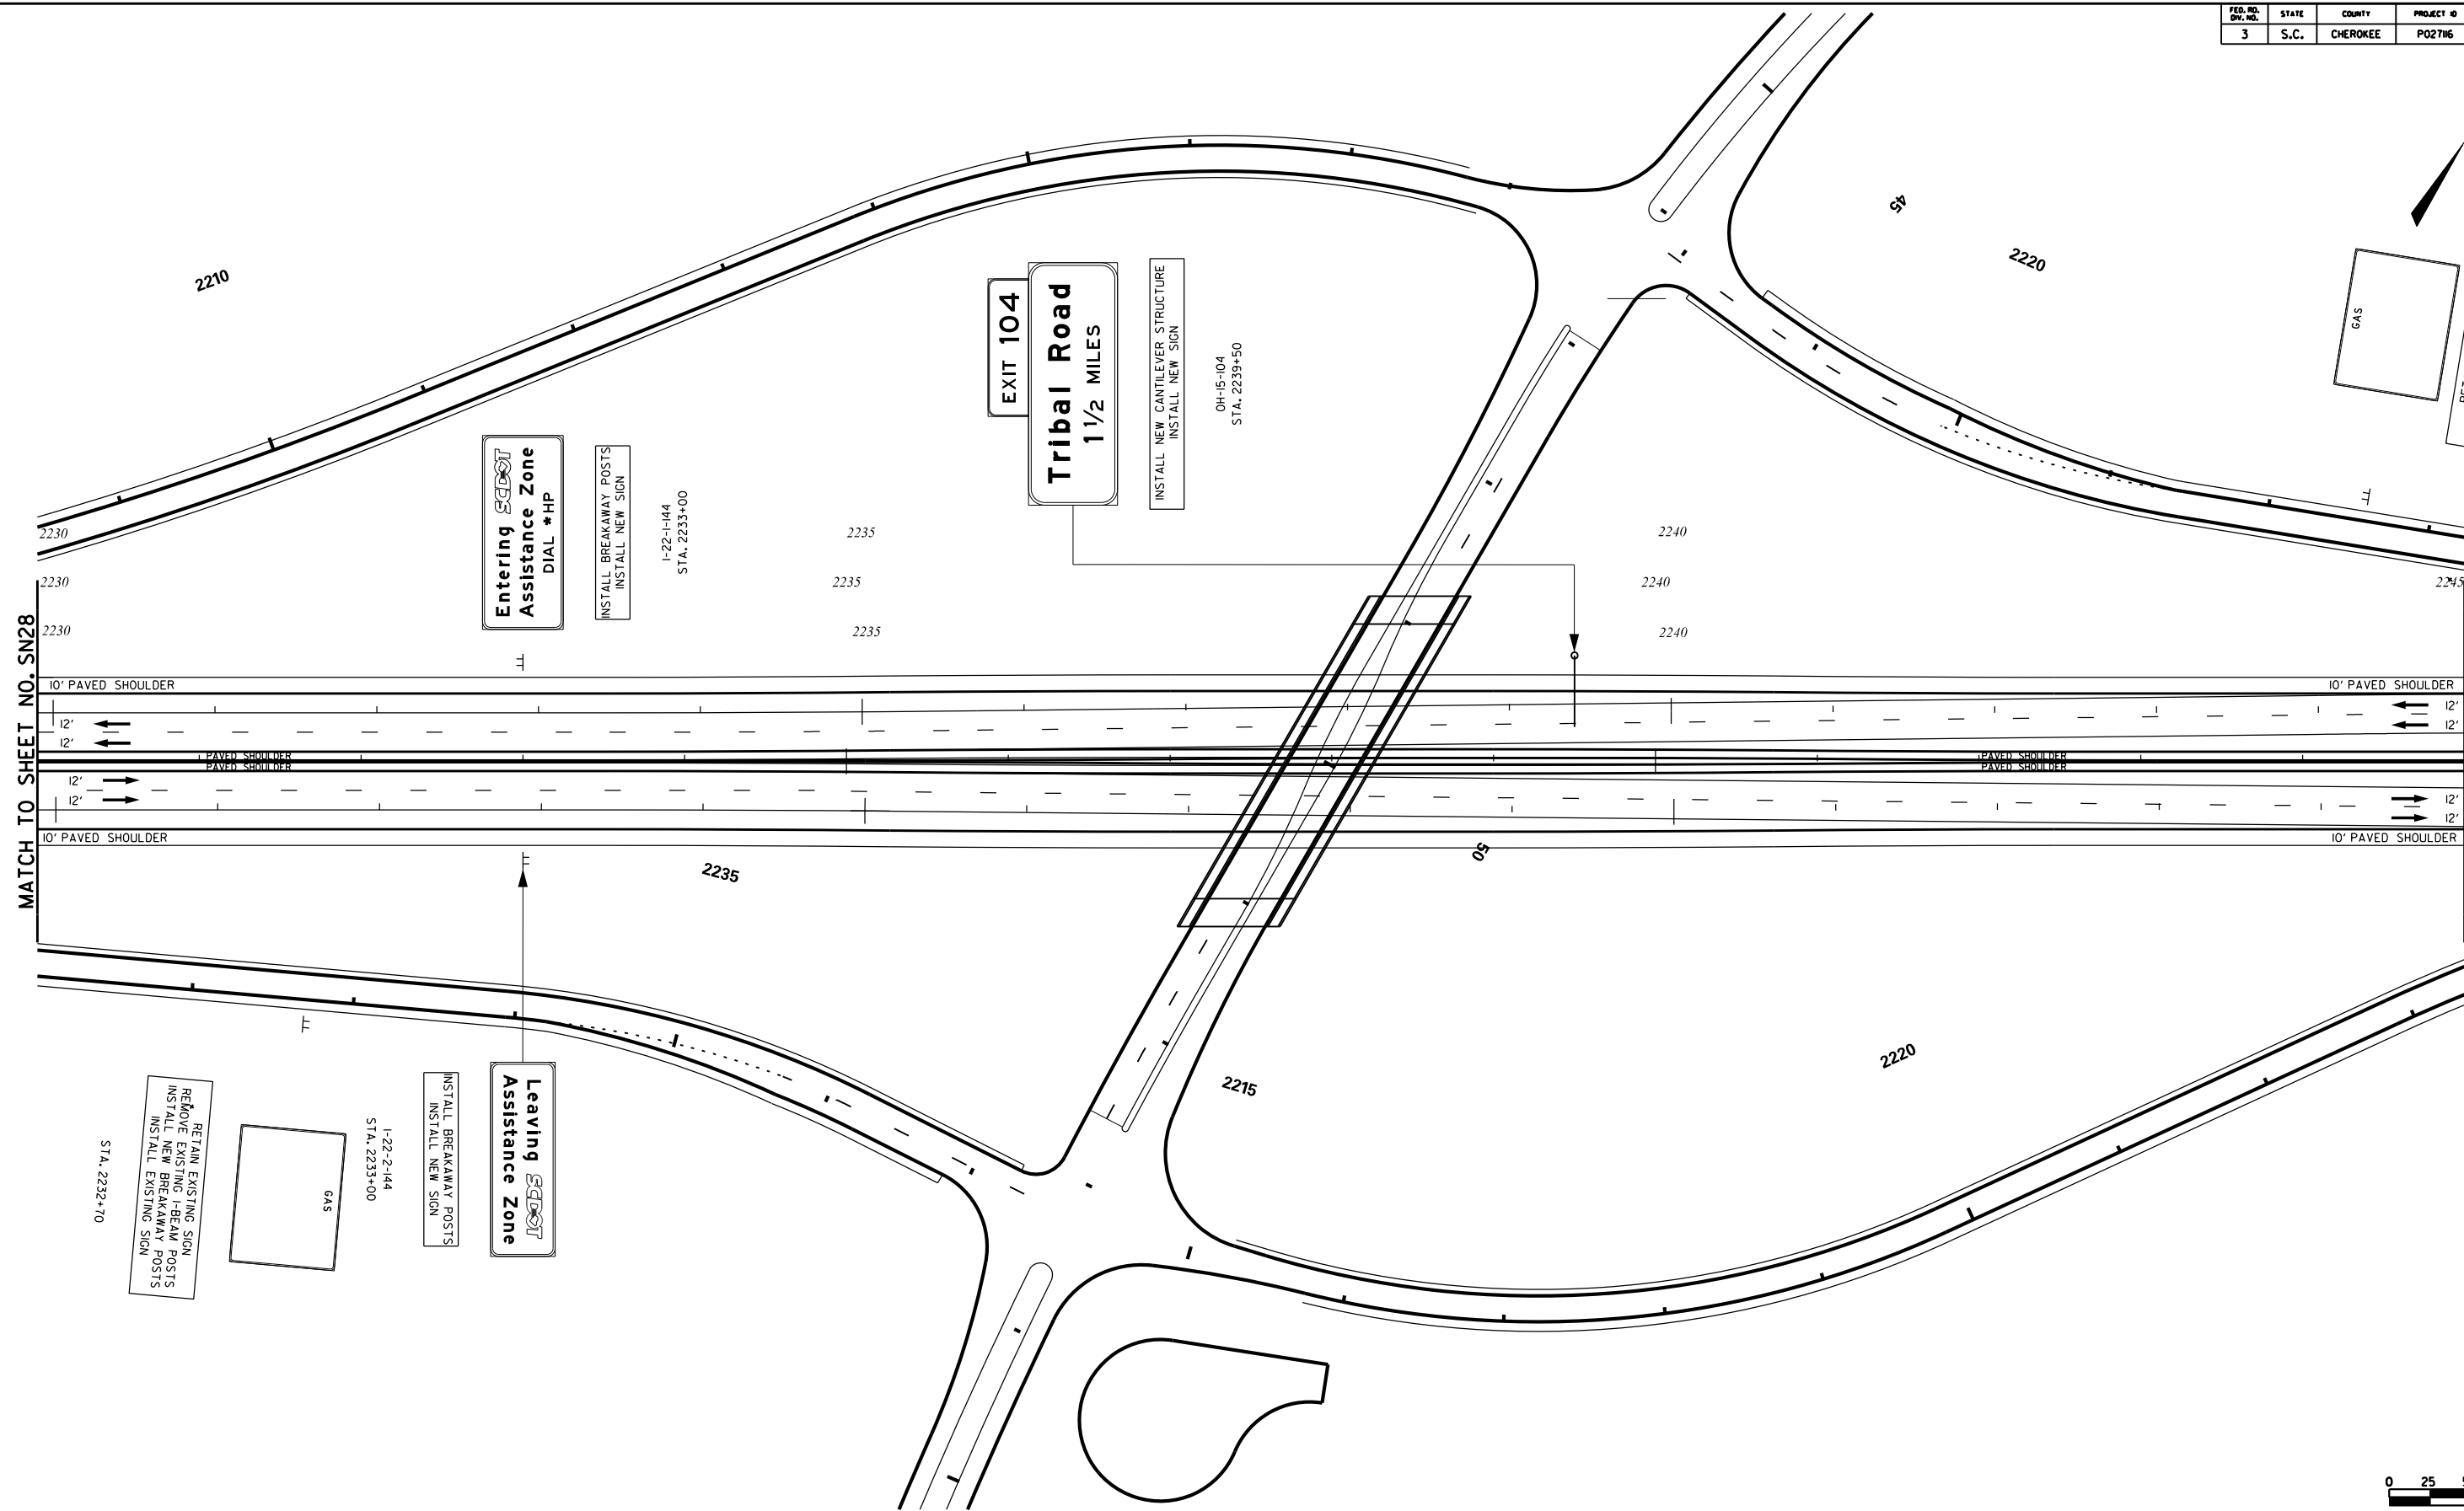 FED. RD. DIV. NO. STATE COUNTY PROJECT ID
3 S.C. CHEROKEE P027116
2210
45
2220
GAS
EXIT 104
Tribal Road
1 1/2 MILES
INSTALL NEW CANTILEVER STRUCTURE
INSTALL NEW SIGN
OH-15-104
STA. 2239+50
Entering SCDOT
Assistance Zone
DIAL *HP
INSTALL BREAKAWAY POSTS
INSTALL NEW SIGN
I-22-1-144
STA. 2233+00
2230 2235 2240
2230 2235 2240 2245
2230 2235 2240
MATCH TO SHEET NO. SN28
10' PAVED SHOULDER 10' PAVED SHOULDER
12' 12'
12' 12'
PAVED SHOULDER PAVED SHOULDER
PAVED SHOULDER PAVED SHOULDER
12' 12'
12' 12'
10' PAVED SHOULDER 10' PAVED SHOULDER
2235
50
2220
2215
Leaving SCDOT
Assistance Zone
INSTALL BREAKAWAY POSTS
INSTALL NEW SIGN
I-22-2-144
STA. 2233+00
GAS
RETAIN EXISTING SIGN
REMOVE EXISTING I-BEAM POSTS
INSTALL NEW BREAKAWAY POSTS
INSTALL EXISTING SIGN
STA. 2232+70
0 25